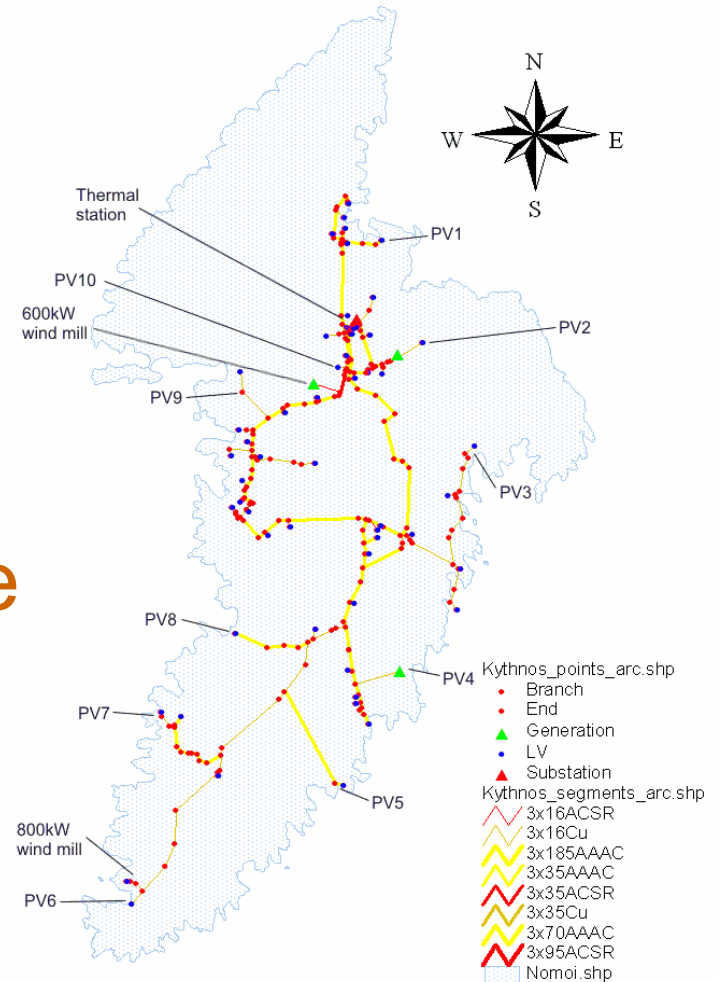 N
W
E
S
Thermal
station
PV1
PV10
600kW
wind mill
PV2
PV9
PV3
e
PV8
PV4
PV7
PV5
800kW
wind mill
PV6
Kythnos_points_arc.shp
Branch
End
Generation
LV
Substation
Kythnos_segments_arc.shp
3x16ACSR
3x16Cu
3x185AAAC
3x35AAAC
3x35ACSR
3x35Cu
3x70AAAC
3x95ACSR
Nomoi.shp